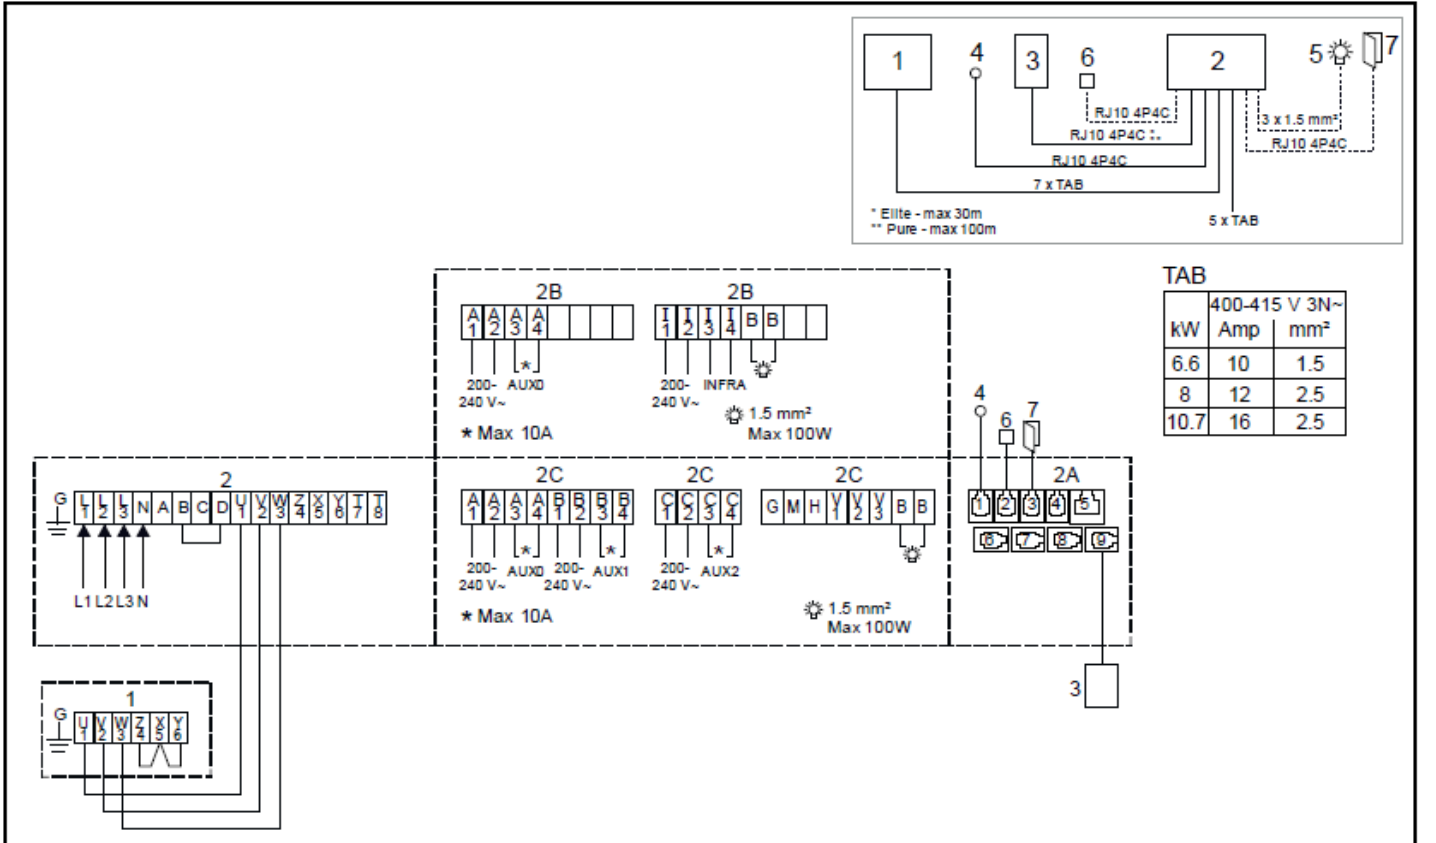 1
4
3
6
2
5
7
RJ10 4P4C
3 x 1.5 mm²
RJ10 4P4C
RJ10 4P4C
RJ10 4P4C
7 x TAB
* Elite - max 30m
** Pure - max 100m
5 x TAB
TAB
400-415 V 3N~
kW Amp mm²
6.6 10 1.5
8 12 2.5
10.7 16 2.5
2B
A1 A2 A3 A4
*
200-240 V~
AUX0
* Max 10A
2B
I1 I2 I3 I4 B B
200-240 V~
INFRA
1.5 mm²
Max 100W
2
G
L1 L2 L3 N A B C D U1 V2 W3 Z4 X5 Y6 T7 T8
L1 L2 L3 N
2C
A1 A2 A3 A4 B1 B2 B3 B4
* *
200-240 V~
AUX0
200-240 V~
AUX1
* Max 10A
2C
C1 C2 C3 C4
*
200-240 V~
AUX2
2C
G M H V1 V2 V3 B B
1.5 mm²
Max 100W
4
6
7
2A
1 2 3 4 5
6 7 8 9
3
1
G
U1 V2 W3 Z4 X5 Y6